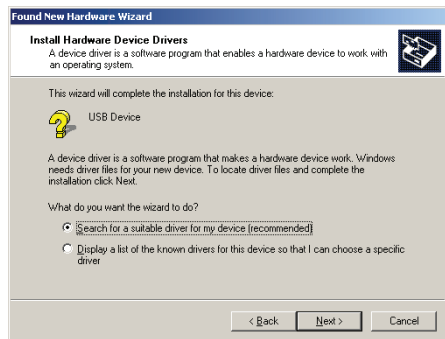 Found New Hardware Wizard
Install Hardware Device Drivers
A device driver is a software program that enables a hardware device to work with
an operating system.
This wizard will complete the installation for this device:
USB Device
A device driver is a software program that makes a hardware device work. Windows
needs driver files for your new device. To locate driver files and complete the
installation click Next.
What do you want the wizard to do?
Search for a suitable driver for my device (recommended)
Display a list of the known drivers for this device so that I can choose a specific
driver
< Back Next > Cancel